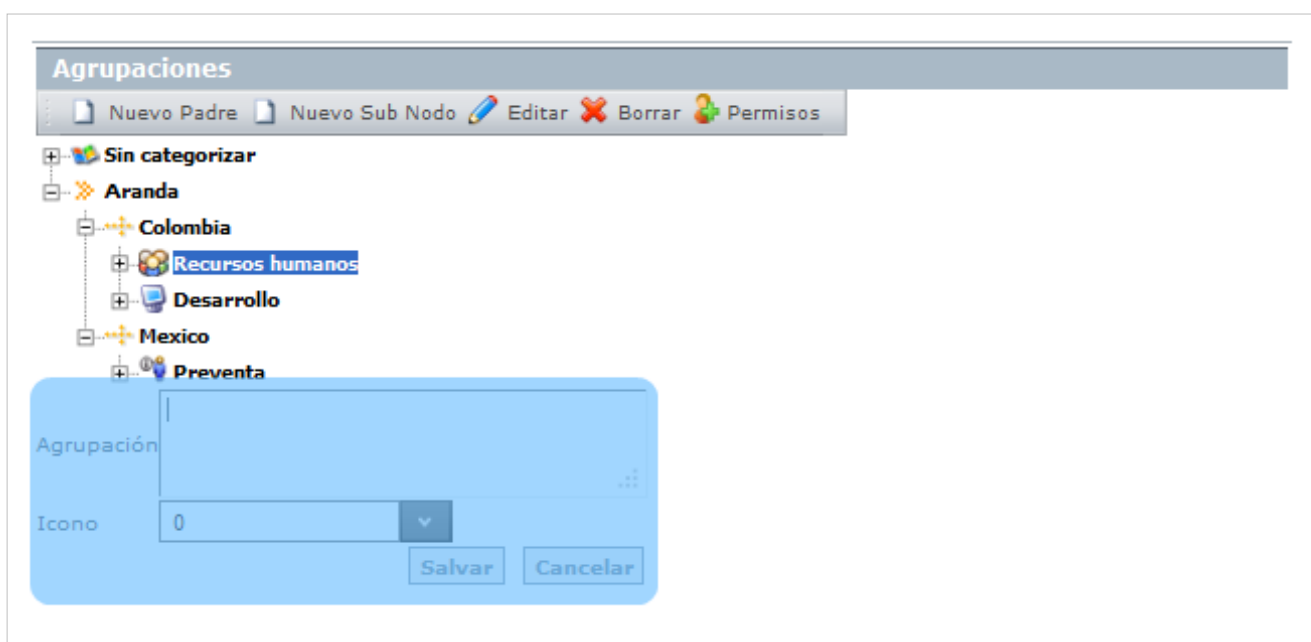 Agrupaciones
Nuevo Padre Nuevo Sub Nodo Editar Borrar Permisos
Sin categorizar
Aranda
Colombia
Recursos humanos
Desarrollo
Mexico
Preventa
Agrupación
Icono 0
Salvar Cancelar